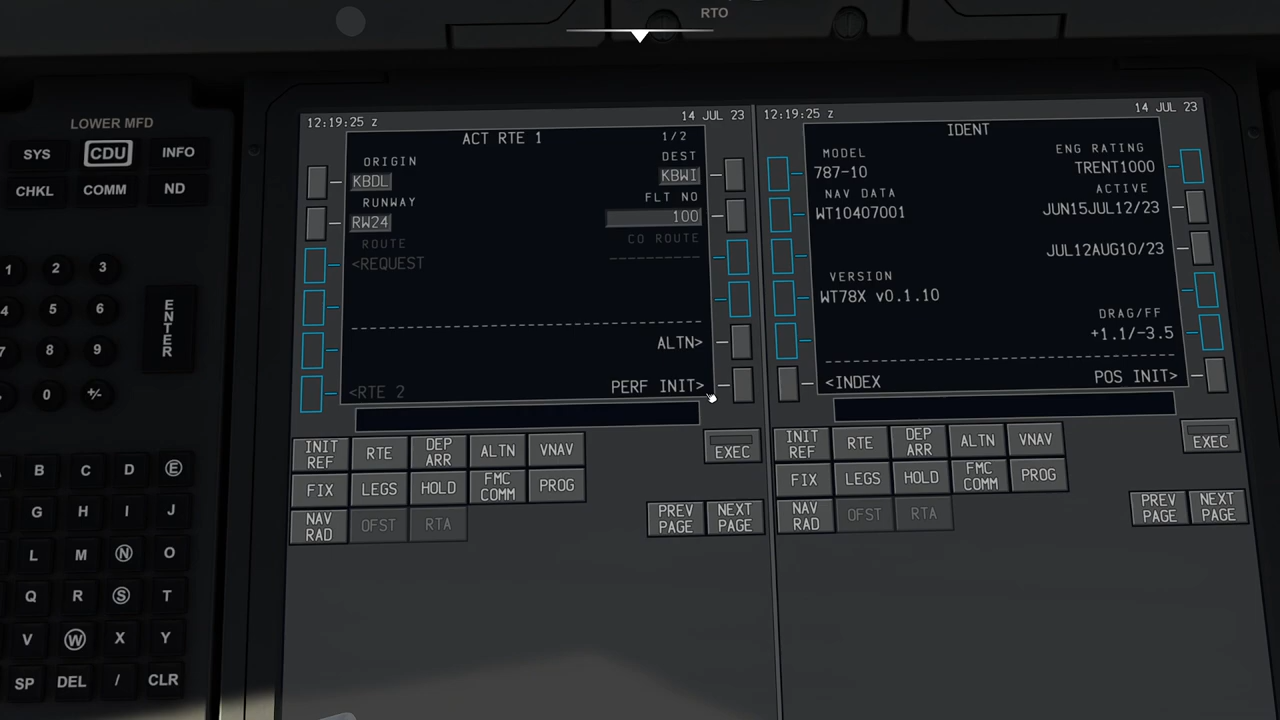 RTO
LOWER MFD
SYS CDU INFO
CHKL COMM ND
1 2 3
4 5 6
7 8 9
0 +/-
ENTER
A B C D E
G H I J
L M N O
Q R S T
V W X Y
SP DEL / CLR
12:19:25 z 14 JUL 23
ACT RTE 1 1/2
ORIGIN DEST
KBDL KBWI
RUNWAY FLT NO
RW24 100
ROUTE CO ROUTE
<REQUEST ----------
ALTN>
<RTE 2 PERF INIT>
INIT REF RTE DEP ARR ALTN VNAV EXEC
FIX LEGS HOLD FMC COMM PROG
NAV RAD OFST RTA PREV PAGE NEXT PAGE
12:19:25 z 14 JUL 23
IDENT
MODEL ENG RATING
787-10 TRENT1000
NAV DATA ACTIVE
WT10407001 JUN15JUL12/23
JUL12AUG10/23
VERSION
WT78X v0.1.10
DRAG/FF
+1.1/-3.5
<INDEX POS INIT>
INIT REF RTE DEP ARR ALTN VNAV EXEC
FIX LEGS HOLD FMC COMM PROG
NAV RAD OFST RTA PREV PAGE NEXT PAGE